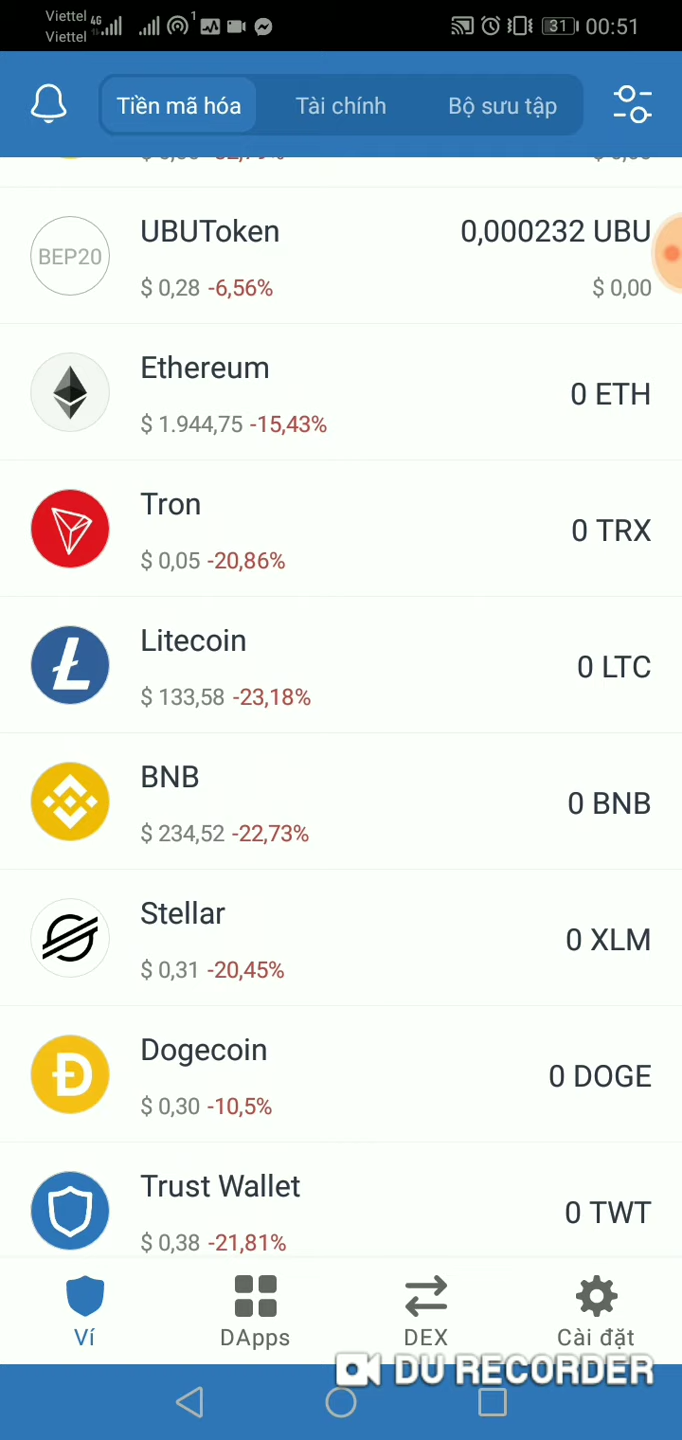 Viettel 4G
Viettel
1
31 00:51
Tiền mã hóa Tài chính Bộ sưu tập
UBUToken 0,000232 UBU
BEP20
$ 0,28 -6,56% $ 0,00
Ethereum
0 ETH
$ 1.944,75 -15,43%
Tron
0 TRX
$ 0,05 -20,86%
Litecoin
0 LTC
$ 133,58 -23,18%
BNB
0 BNB
$ 234,52 -22,73%
Stellar
0 XLM
$ 0,31 -20,45%
Dogecoin
0 DOGE
$ 0,30 -10,5%
Trust Wallet
0 TWT
$ 0,38 -21,81%
Ví DApps DEX Cài đặt
DU RECORDER